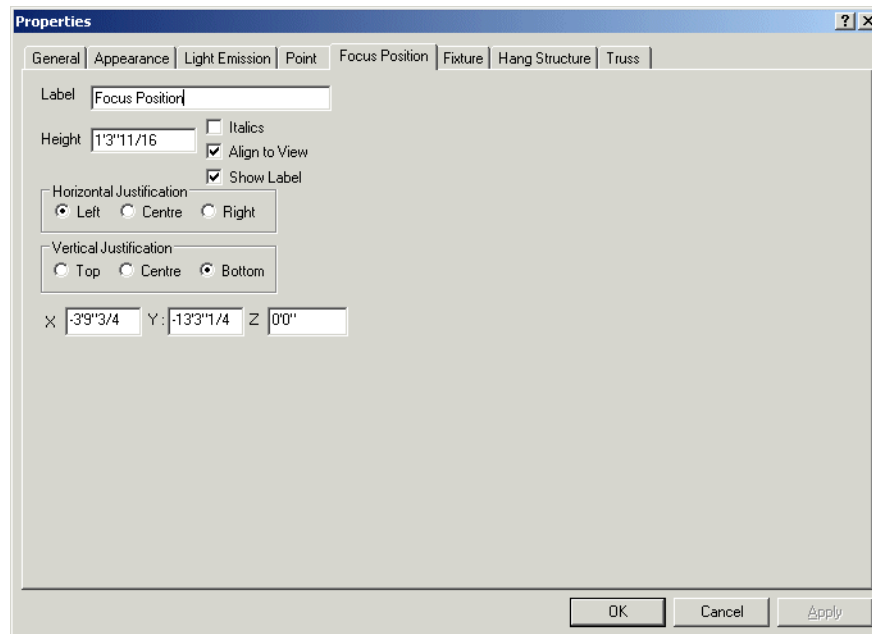 Properties
General Appearance Light Emission Point Focus Position Fixture Hang Structure Truss
Label Focus Position
Height 1'3"11/16
Italics
Align to View
Show Label
Horizontal Justification
Left Centre Right
Vertical Justification
Top Centre Bottom
X -3'9"3/4 Y: -13'3"1/4 Z 0'0"
OK Cancel Apply